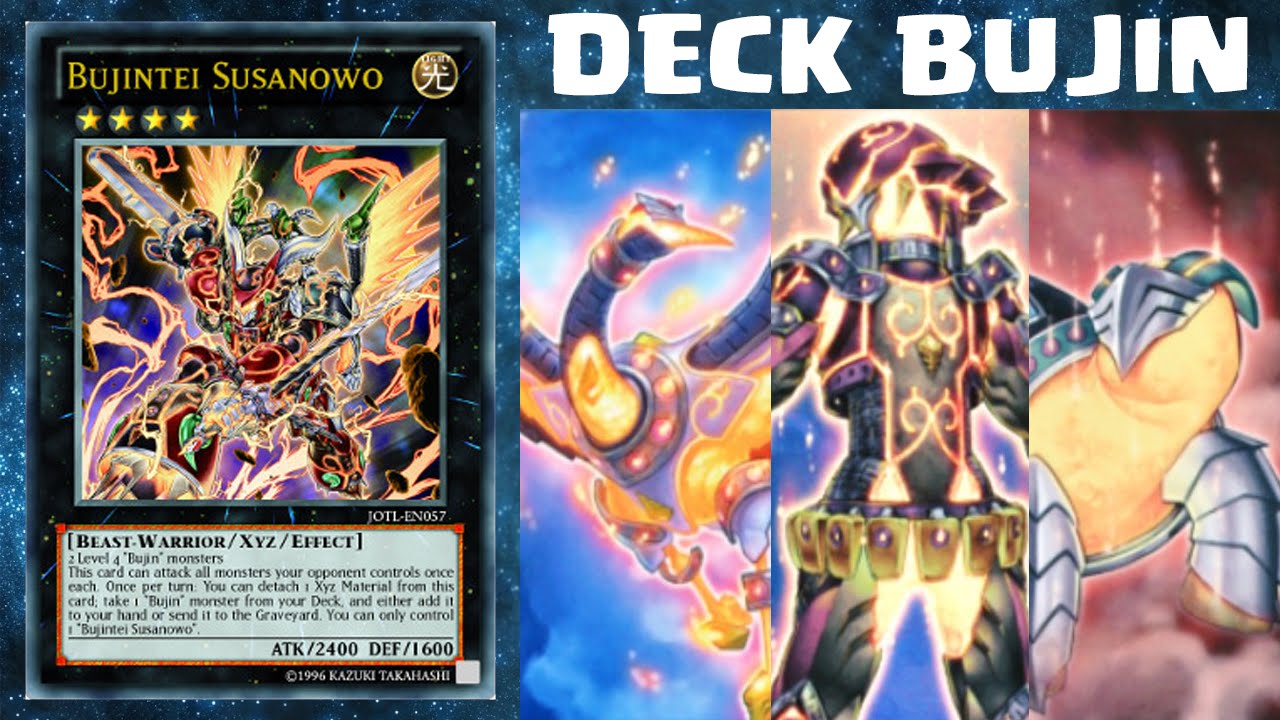 DECK BUJIN
BUJINTEI SUSANOWO
LIGHT
光
JOTL-EN057
[BEAST-WARRIOR/XYZ/EFFECT]
2 Level 4 "Bujin" monsters
This card can attack all monsters your opponent controls once
each. Once per turn: You can detach 1 Xyz Material from this
card; take 1 "Bujin" monster from your Deck, and either add it
to your hand or send it to the Graveyard. You can only control
1 "Bujintei Susanowo".
ATK/2400 DEF/1600
©1996 KAZUKI TAKAHASHI